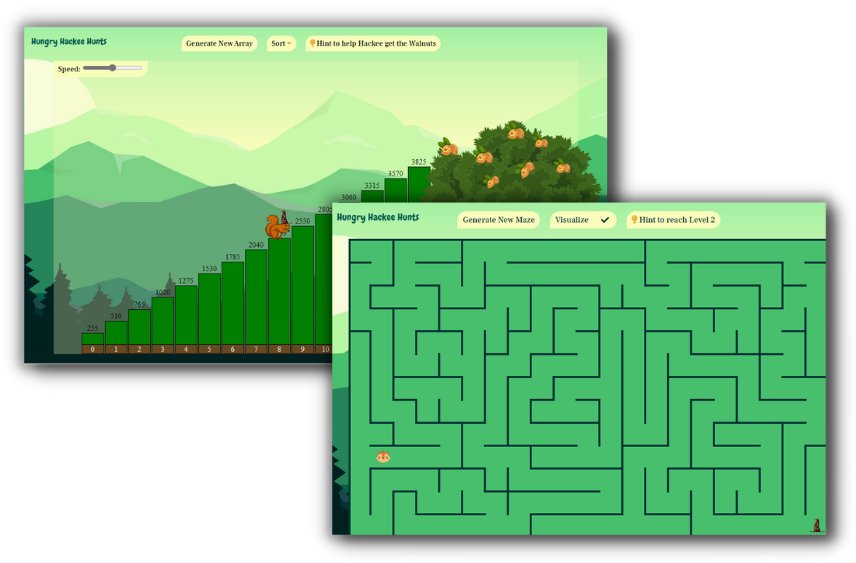 Hungry Hackee Hunts
Generate New Array
Sort
Hint to help Hackee get the Walnuts
Speed:
255
510
765
1020
1275
1530
1785
2040
2550
2805
3060
3315
3570
3825
0 1 2 3 4 5 6 7 8 9 10
Hungry Hackee Hunts
Generate New Maze
Visualize
Hint to reach Level 2